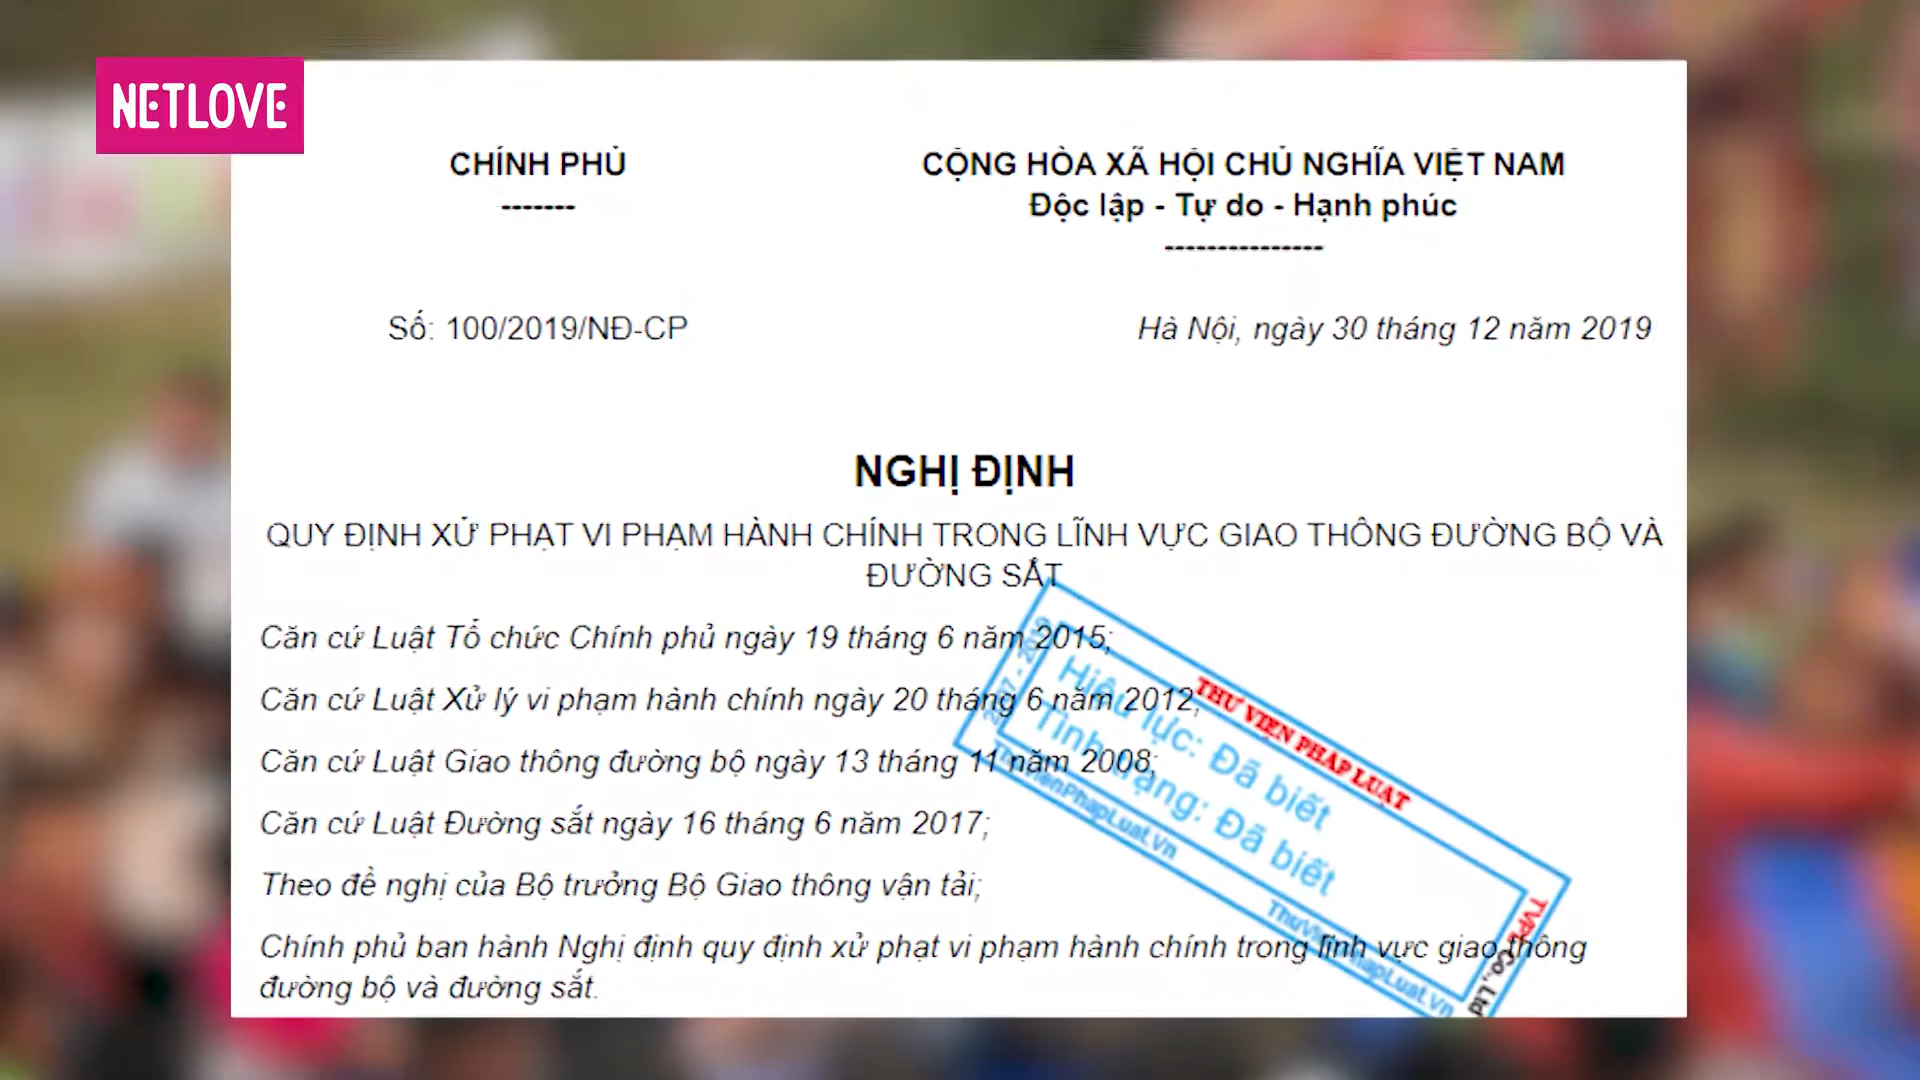 NETLOVE
CHÍNH PHỦ
-------
CỘNG HÒA XÃ HỘI CHỦ NGHĨA VIỆT NAM
Độc lập - Tự do - Hạnh phúc
---------------
Số: 100/2019/NĐ-CP
Hà Nội, ngày 30 tháng 12 năm 2019
NGHỊ ĐỊNH
QUY ĐỊNH XỬ PHẠT VI PHẠM HÀNH CHÍNH TRONG LĨNH VỰC GIAO THÔNG ĐƯỜNG BỘ VÀ
ĐƯỜNG SẮT
Căn cứ Luật Tổ chức Chính phủ ngày 19 tháng 6 năm 2015;
Căn cứ Luật Xử lý vi phạm hành chính ngày 20 tháng 6 năm 2012;
Căn cứ Luật Giao thông đường bộ ngày 13 tháng 11 năm 2008;
Căn cứ Luật Đường sắt ngày 16 tháng 6 năm 2017;
Theo đề nghị của Bộ trưởng Bộ Giao thông vận tải;
Chính phủ ban hành Nghị định quy định xử phạt vi phạm hành chính trong lĩnh vực giao thông
đường bộ và đường sắt.
THƯ VIỆN PHÁP LUẬT
Hiệu lực: Đã biết
Tình trạng: Đã biết
ThuVienPhapLuat.Vn
ThuVienPhapLuat.Vn
Co., Ltd